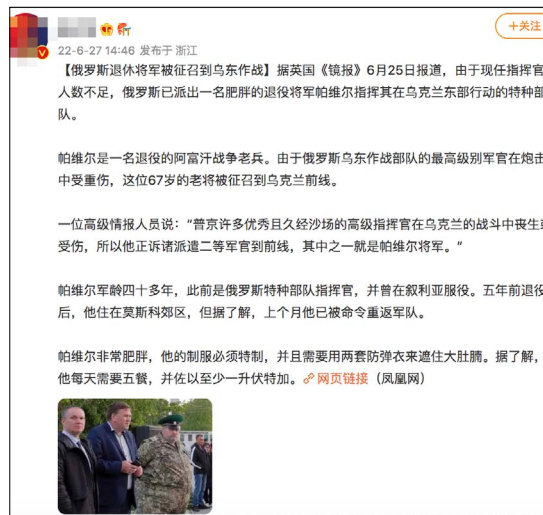 +关注
22-6-27 14:46 发布于 浙江
【俄罗斯退休将军被征召到乌东作战】据英国《镜报》6月25日报道，由于现任指挥官
人数不足，俄罗斯已派出一名肥胖的退役将军帕维尔指挥其在乌克兰东部行动的特种部
队。
帕维尔是一名退役的阿富汗战争老兵。由于俄罗斯乌东作战部队的最高级别军官在炮击
中受重伤，这位67岁的老将被征召到乌克兰前线。
一位高级情报人员说：“普京许多优秀且久经沙场的高级指挥官在乌克兰的战斗中丧生或
受伤，所以他正诉诸派遣二等军官到前线，其中之一就是帕维尔将军。”
帕维尔军龄四十多年，此前是俄罗斯特种部队指挥官，并曾在叙利亚服役。五年前退役
后，他住在莫斯科郊区，但据了解，上个月他已被命令重返军队。
帕维尔非常肥胖，他的制服必须特制，并且需要用两套防弹衣来遮住大肚腩。据了解，
他每天需要五餐，并佐以至少一升伏特加。网页链接（凤凰网）